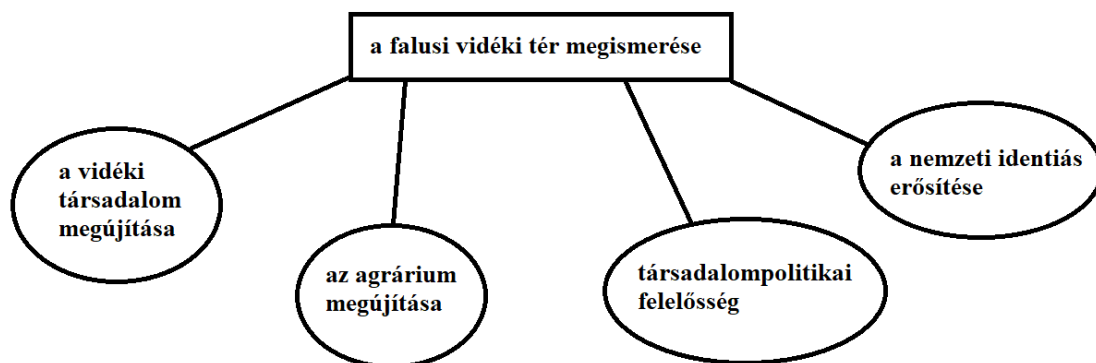 a falusi vidéki tér megismerése
a vidéki
társadalom
megújítása
az agrárium
megújítása
társadalompolitikai
felelősség
a nemzeti identiás
erősítése